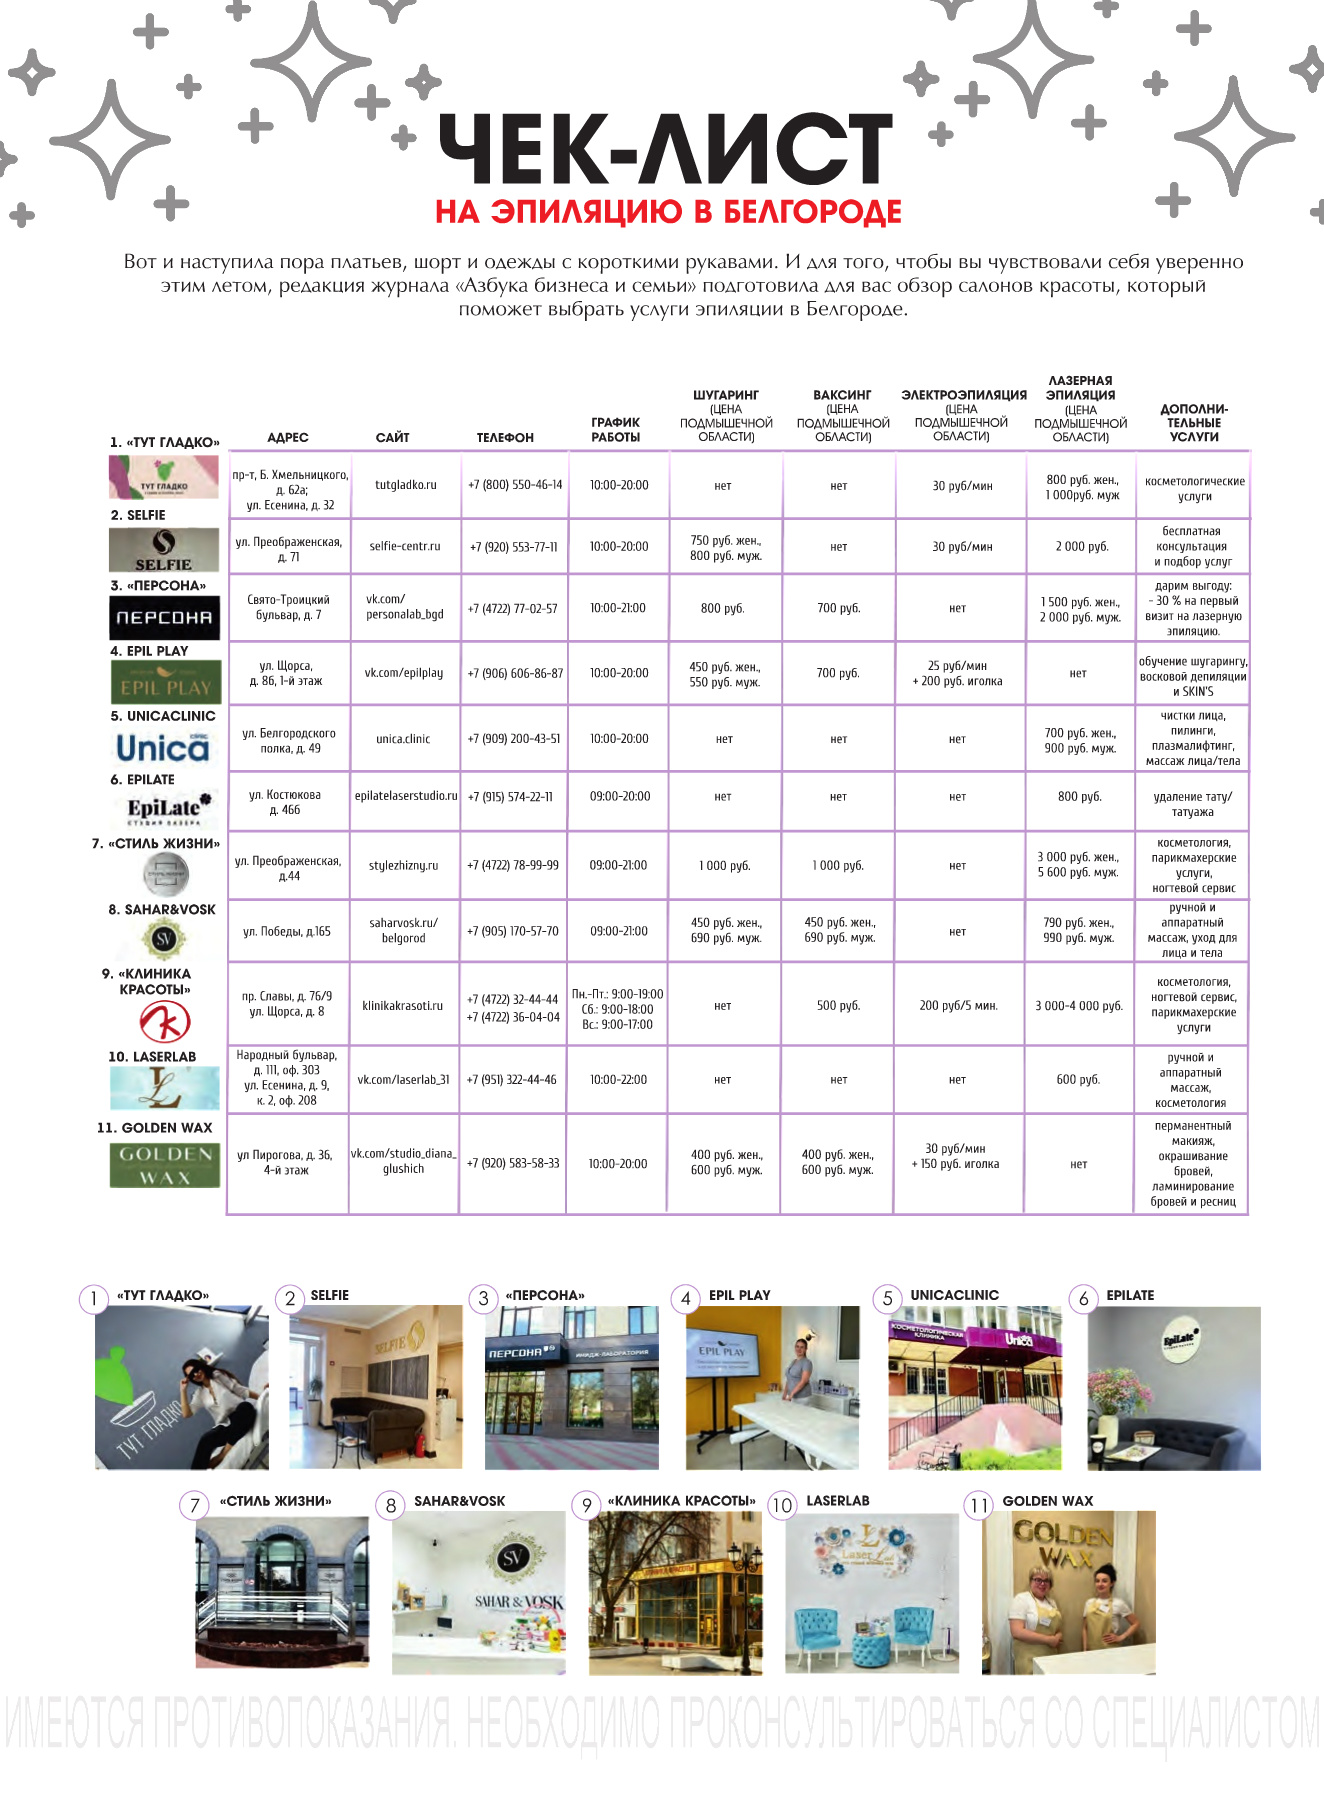 ЧЕК-ЛИСТ
НА ЭПИЛЯЦИЮ В БЕЛГОРОДЕ
Вот и наступила пора платьев, шорт и одежды с короткими рукавами. И для того, чтобы вы чувствовали себя уверенно
этим летом, редакция журнала «Азбука бизнеса и семьи» подготовила для вас обзор салонов красоты, который
поможет выбрать услуги эпиляции в Белгороде.
АДРЕС
САЙТ
ТЕЛЕФОН
ГРАФИК
РАБОТЫ
ШУГАРИНГ
(ЦЕНА
ПОДМЫШЕЧНОЙ
ОБЛАСТИ)
ВАКСИНГ
(ЦЕНА
ПОДМЫШЕЧНОЙ
ОБЛАСТИ)
ЭЛЕКТРОЭПИЛЯЦИЯ
(ЦЕНА
ПОДМЫШЕЧНОЙ
ОБЛАСТИ)
ЛАЗЕРНАЯ
ЭПИЛЯЦИЯ
(ЦЕНА
ПОДМЫШЕЧНОЙ
ОБЛАСТИ)
ДОПОЛНИ-
ТЕЛЬНЫЕ
УСЛУГИ
1. «ТУТ ГЛАДКО»
ТУТ ГЛАДКО
пр-т, Б. Хмельницкого,
д. 62а;
ул. Есенина, д. 32
tutgladko.ru
+7 (800) 550-46-14
10:00-20:00
нет
нет
30 руб/мин
800 руб. жен.,
1 000руб. муж
косметологические
услуги
2. SELFIE
SELFIE
ул. Преображенская,
д. 71
selfie-centr.ru
+7 (920) 553-77-11
10:00-20:00
750 руб. жен.,
800 руб. муж.
нет
30 руб/мин
2 000 руб.
бесплатная
консультация
и подбор услуг
3. «ПЕРСОНА»
ПЕРСОНА
Свято-Троицкий
бульвар, д. 7
vk.com/
personalab_bgd
+7 (4722) 77-02-57
10:00-21:00
800 руб.
700 руб.
нет
1 500 руб. жен.,
2 000 руб. муж.
дарим выгоду:
- 30 % на первый
визит на лазерную
эпиляцию.
4. EPIL PLAY
EPIL PLAY
ул. Щорса,
д. 86, 1-й этаж
vk.com/epilplay
+7 (906) 606-86-87
10:00-20:00
450 руб. жен.,
550 руб. муж.
700 руб.
25 руб/мин
+ 200 руб. иголка
нет
обучение шугарингу,
восковой депиляции
и SKIN'S
5. UNICACLINIC
Unica
clinic
ул. Белгородского
полка, д. 49
unica.clinic
+7 (909) 200-43-51
10:00-20:00
нет
нет
нет
700 руб. жен.,
900 руб. муж.
чистки лица,
пилинги,
плазмалифтинг,
массаж лица/тела
6. EPILATE
EpiLate
СТУДИЯ ЛАЗЕРА
ул. Костюкова
д. 46б
epilatelaserstudio.ru
+7 (915) 574-22-11
09:00-20:00
нет
нет
нет
800 руб.
удаление тату/
татуажа
7. «СТИЛЬ ЖИЗНИ»
ул. Преображенская,
д.44
stylezhizny.ru
+7 (4722) 78-99-99
09:00-21:00
1 000 руб.
1 000 руб.
нет
3 000 руб. жен.,
5 600 руб. муж.
косметология,
парикмахерские
услуги,
ногтевой сервис
8. SAHAR&VOSK
SV
ул. Победы, д.165
saharvosk.ru/
belgorod
+7 (905) 170-57-70
09:00-21:00
450 руб. жен.,
690 руб. муж.
450 руб. жен.,
690 руб. муж.
нет
790 руб. жен.,
990 руб. муж.
ручной и
аппаратный
массаж, уход для
лица и тела
9. «КЛИНИКА
КРАСОТЫ»
пр. Славы, д. 76/9
ул. Щорса, д. 8
klinikakrasoti.ru
+7 (4722) 32-44-44
+7 (4722) 36-04-04
Пн.-Пт.: 9:00-19:00
Сб.: 9:00-18:00
Вс.: 9:00-17:00
нет
500 руб.
200 руб/5 мин.
3 000-4 000 руб.
косметология,
ногтевой сервис,
парикмахерские
услуги
10. LASERLAB
LL
Народный бульвар,
д. 111, оф. 303
ул. Есенина, д. 9,
к. 2, оф. 208
vk.com/laserlab_31
+7 (951) 322-44-46
10:00-22:00
нет
нет
нет
600 руб.
ручной и
аппаратный
массаж,
косметология
11. GOLDEN WAX
GOLDEN
WAX
ул Пирогова, д. 36,
4-й этаж
vk.com/studio_diana_
glushich
+7 (920) 583-58-33
10:00-20:00
400 руб. жен.,
600 руб. муж.
400 руб. жен.,
600 руб. муж.
30 руб/мин
+ 150 руб. иголка
нет
перманентный
макияж,
окрашивание
бровей,
ламинирование
бровей и ресниц
1 «ТУТ ГЛАДКО»
ТУТ ГЛАДКО
2 SELFIE
SELFIE
3 «ПЕРСОНА»
ПЕРСОНА
ИМИДЖ-ЛАБОРАТОРИЯ
4 EPIL PLAY
EPIL PLAY
5 UNICACLINIC
КОСМЕТОЛОГИЧЕСКАЯ
КЛИНИКА
Unica
6 EPILATE
EpiLate
7 «СТИЛЬ ЖИЗНИ»
8 SAHAR&VOSK
SV
SAHAR & VOSK
9 «КЛИНИКА КРАСОТЫ»
10 LASERLAB
Laser Lab
11 GOLDEN WAX
GOLDEN
WAX
ИМЕЮТСЯ ПРОТИВОПОКАЗАНИЯ. НЕОБХОДИМО ПРОКОНСУЛЬТИРОВАТЬСЯ СО СПЕЦИАЛИСТОМ